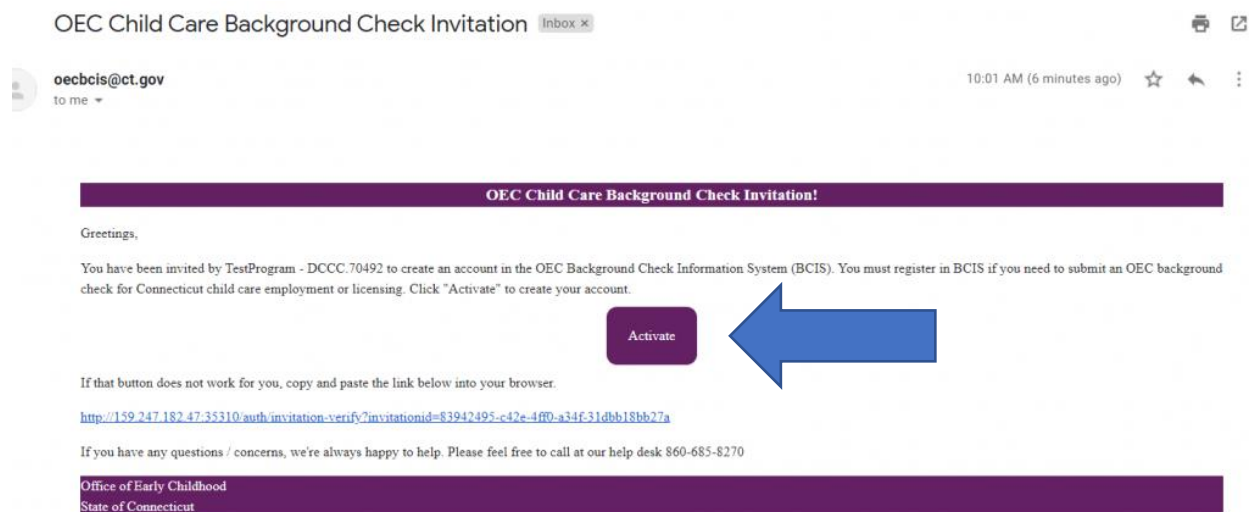 OEC Child Care Background Check Invitation Inbox ×
oecbcis@ct.gov 10:01 AM (6 minutes ago)
to me
OEC Child Care Background Check Invitation!
Greetings,
You have been invited by TestProgram - DCCC.70492 to create an account in the OEC Background Check Information System (BCIS). You must register in BCIS if you need to submit an OEC background
check for Connecticut child care employment or licensing. Click "Activate" to create your account.
Activate
If that button does not work for you, copy and paste the link below into your browser.
http://159.247.182.47:35310/auth/invitation-verify?invitationid=83942495-c42e-4ff0-a34f-31dbb18bb27a
If you have any questions / concerns, we're always happy to help. Please feel free to call at our help desk 860-685-8270
Office of Early Childhood
State of Connecticut